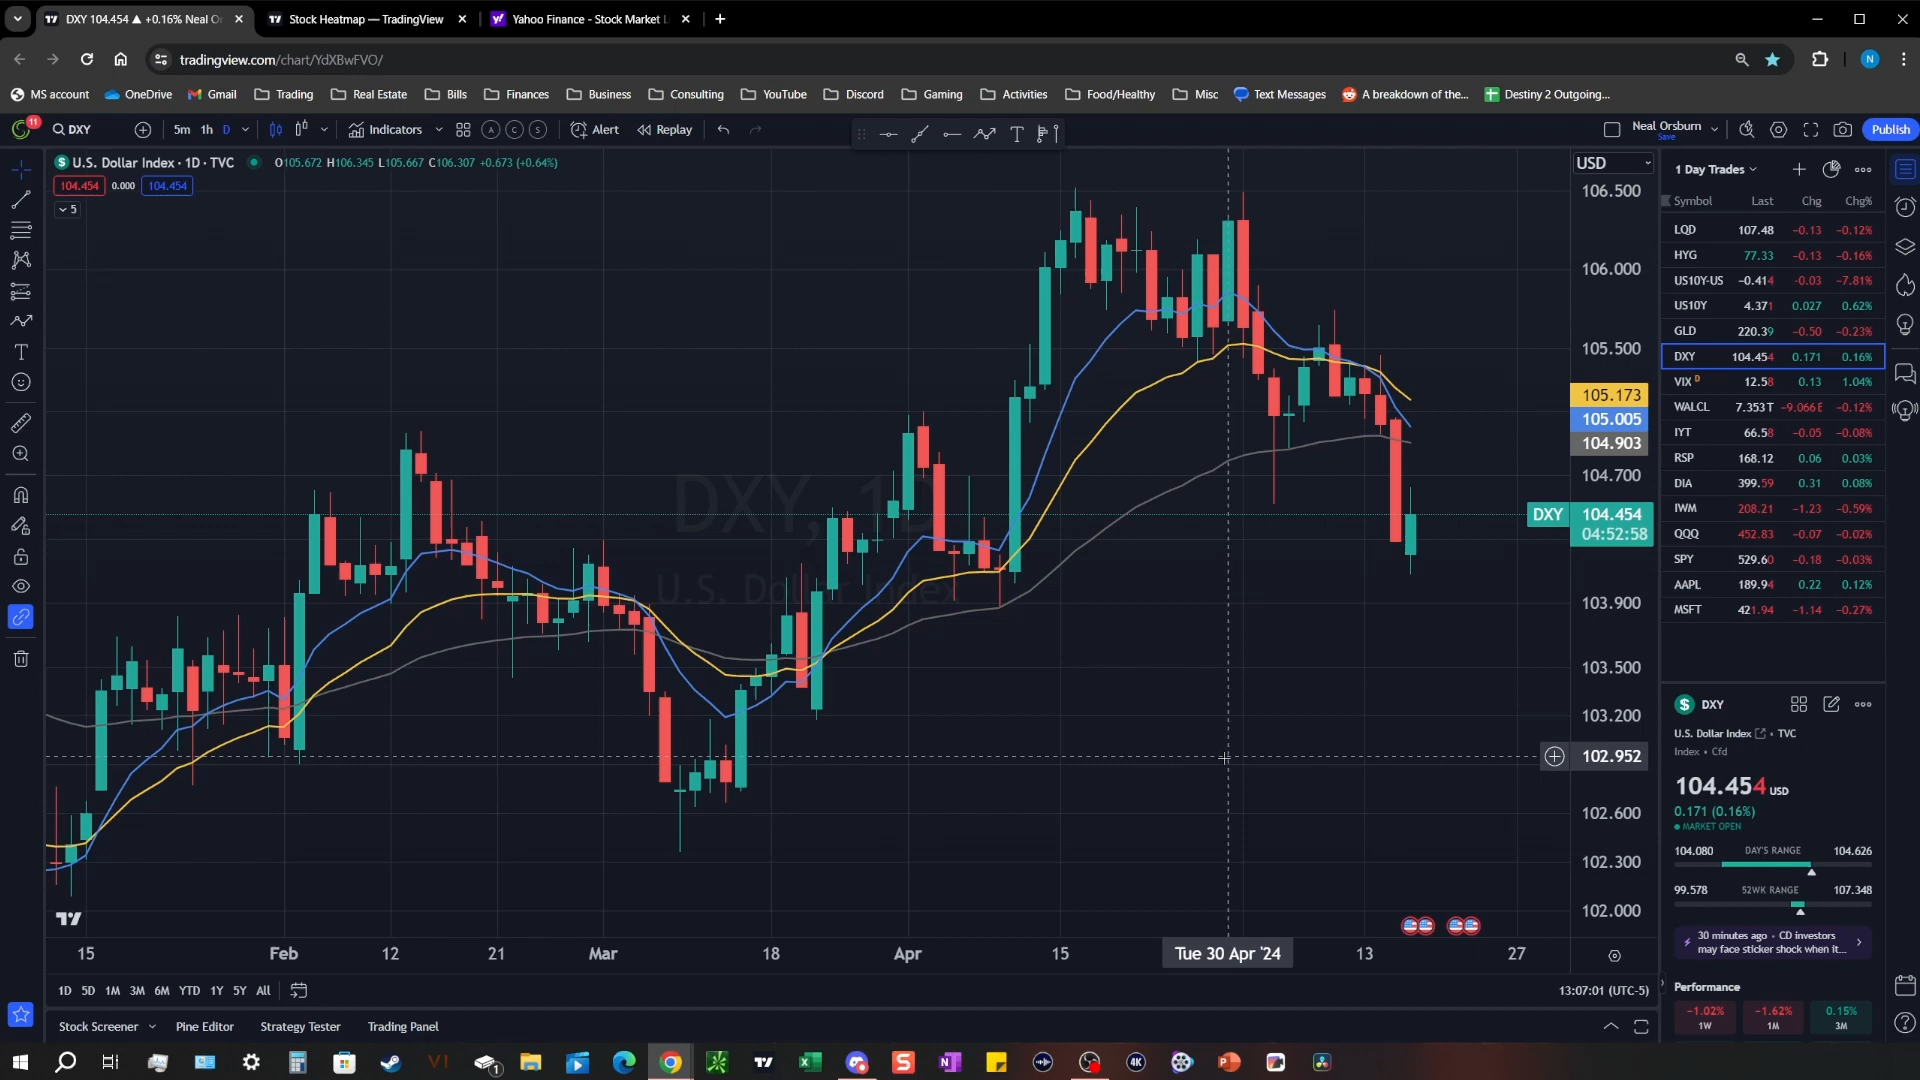 DXY 104.454 ▲ +0.16% Neal O
Stock Heatmap — TradingView
Yahoo Finance - Stock Market L
tradingview.com/chart/YdXBwFVO/
N
MS account
OneDrive
Gmail
Trading
Real Estate
Bills
Finances
Business
Consulting
YouTube
Discord
Gaming
Activities
Food/Healthy
Misc
Text Messages
A breakdown of the...
Destiny 2 Outgoing...
11
DXY
5m 1h D
Indicators
A C S
Alert
Replay
Neal Orsburn
Save
Publish
U.S. Dollar Index · 1D · TVC
O105.672 H106.345 L105.667 C106.307 +0.673 (+0.64%)
104.454 0.000 104.454
5
DXY, 1D
U.S. Dollar Index
USD
106.500
106.000
105.500
105.173
105.005
104.903
104.700
DXY 104.454
04:52:58
103.900
103.500
103.200
102.952
102.600
102.300
102.000
15 Feb 12 21 Mar 18 Apr 15 Tue 30 Apr '24 13 27
1D 5D 1M 3M 6M YTD 1Y 5Y All
13:07:01 (UTC-5)
Stock Screener
Pine Editor
Strategy Tester
Trading Panel
1 Day Trades
Symbol Last Chg Chg%
LQD 107.48 −0.13 −0.12%
HYG 77.33 −0.13 −0.16%
US10Y-US −0.414 −0.03 −7.81%
US10Y 4.371 0.027 0.62%
GLD 220.39 −0.50 −0.23%
DXY 104.454 0.171 0.16%
VIX D 12.58 0.13 1.04%
WALCL 7.353T −9.066E −0.12%
IYT 66.58 −0.05 −0.08%
RSP 168.12 0.06 0.03%
DIA 399.59 0.31 0.08%
IWM 208.21 −1.23 −0.59%
QQQ 452.83 −0.07 −0.02%
SPY 529.60 −0.18 −0.03%
AAPL 189.94 0.22 0.12%
MSFT 421.94 −1.14 −0.27%
$ DXY
U.S. Dollar Index • TVC
Index • Cfd
104.454 USD
0.171 (0.16%)
MARKET OPEN
104.080 DAY'S RANGE 104.626
99.578 52WK RANGE 107.348
30 minutes ago • CD investors
may face sticker shock when it...
Performance
−1.02%
1W
−1.62%
1M
0.15%
3M